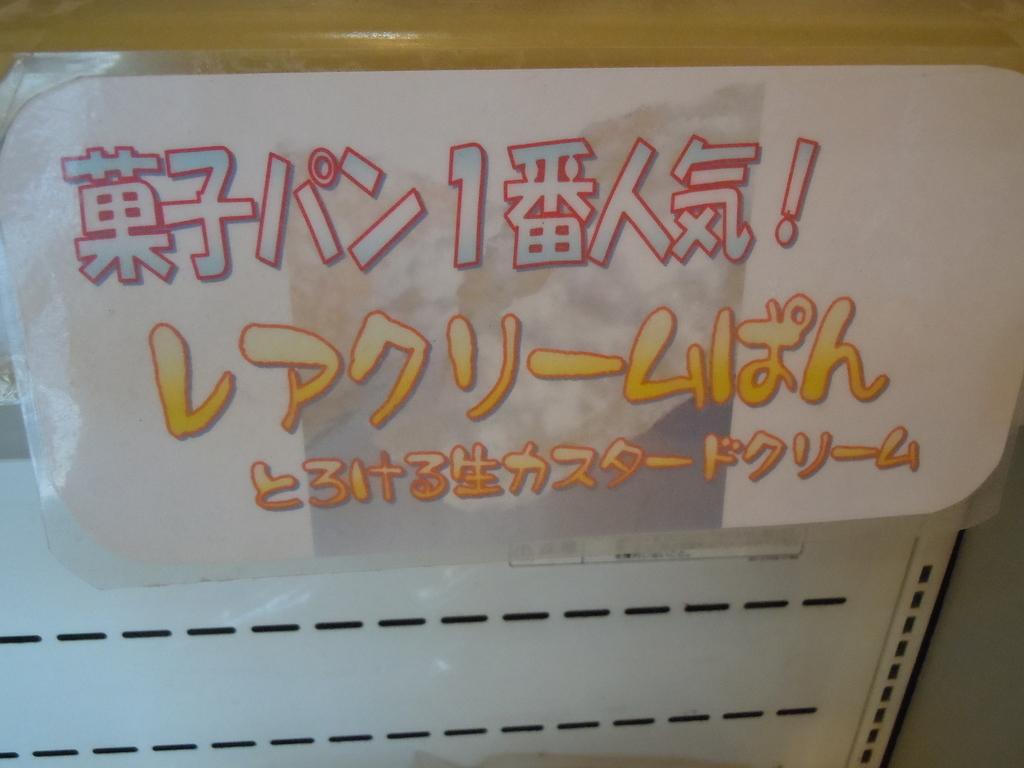 菓子パン1番人気!
レアクリームぱん
とろける生カスタードクリーム